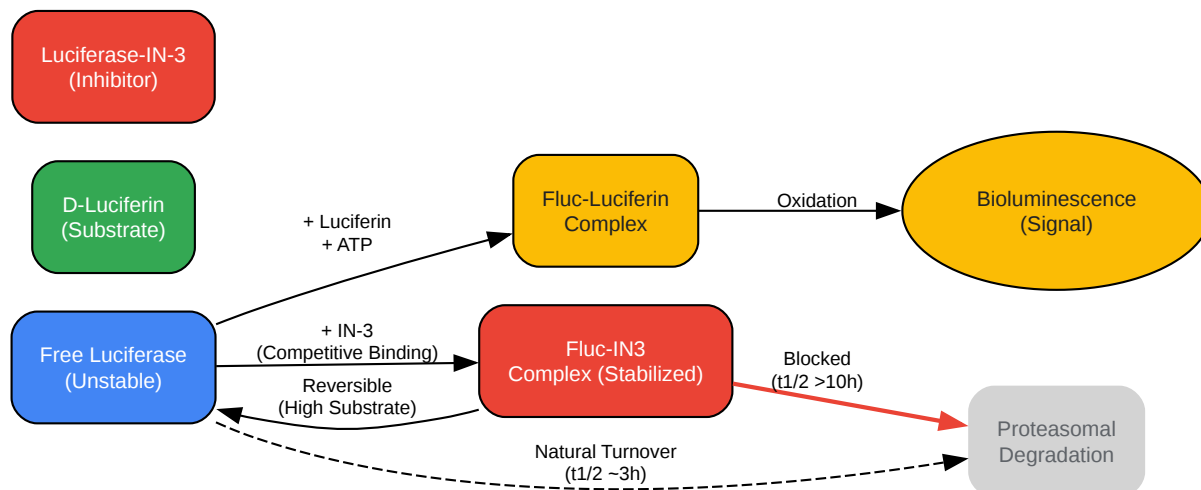 Luciferase-IN-3
(Inhibitor)
D-Luciferin
(Substrate)
+ Luciferin
+ ATP
Fluc-Luciferin
Complex
Oxidation
Bioluminescence
(Signal)
Free Luciferase
(Unstable)
+ IN-3
(Competitive Binding)
Reversible
(High Substrate)
Fluc-IN3
Complex (Stabilized)
Blocked
(t1/2 >10h)
Natural Turnover
(t1/2 ~3h)
Proteasomal
Degradation